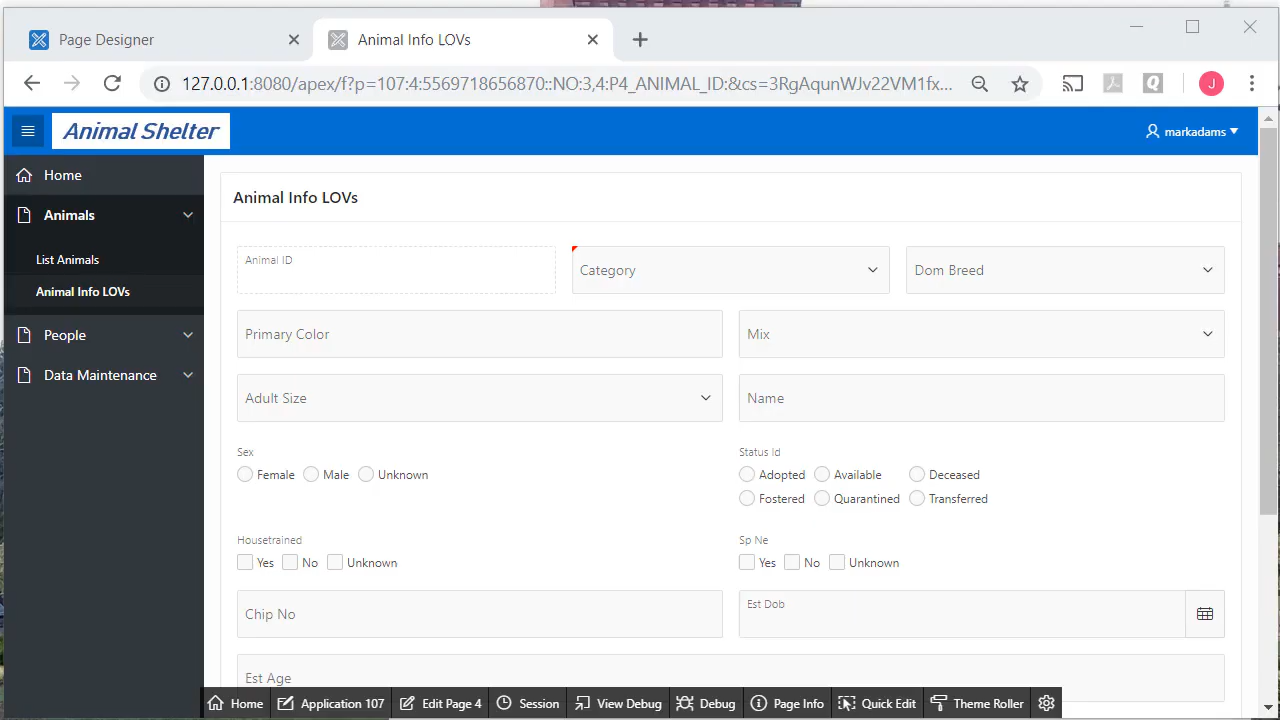 Page Designer
Animal Info LOVs
127.0.0.1:8080/apex/f?p=107:4:5569718656870::NO:3,4:P4_ANIMAL_ID:&cs=3RgAqunWJv22VM1fx...
J
Animal Shelter
markadams
Home
Animals
List Animals
Animal Info LOVs
People
Data Maintenance
Animal Info LOVs
Animal ID
Category
Dom Breed
Primary Color
Mix
Adult Size
Name
Sex
Female Male Unknown
Status Id
Adopted Available Deceased
Fostered Quarantined Transferred
Housetrained
Yes No Unknown
Sp Ne
Yes No Unknown
Chip No
Est Dob
Est Age
Home Application 107 Edit Page 4 Session View Debug Debug Page Info Quick Edit Theme Roller